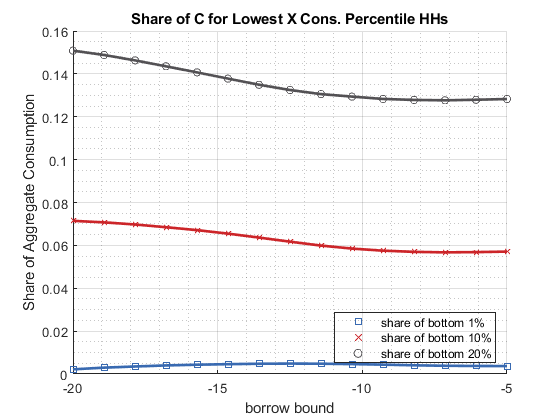 Share of C for Lowest X Cons. Percentile HHs
0.16
0.14
0.12
0.1
0.08
0.06
0.04
0.02
0
Share of Aggregate Consumption
share of bottom 1%
share of bottom 10%
share of bottom 20%
-20
-15
-10
-5
borrow bound